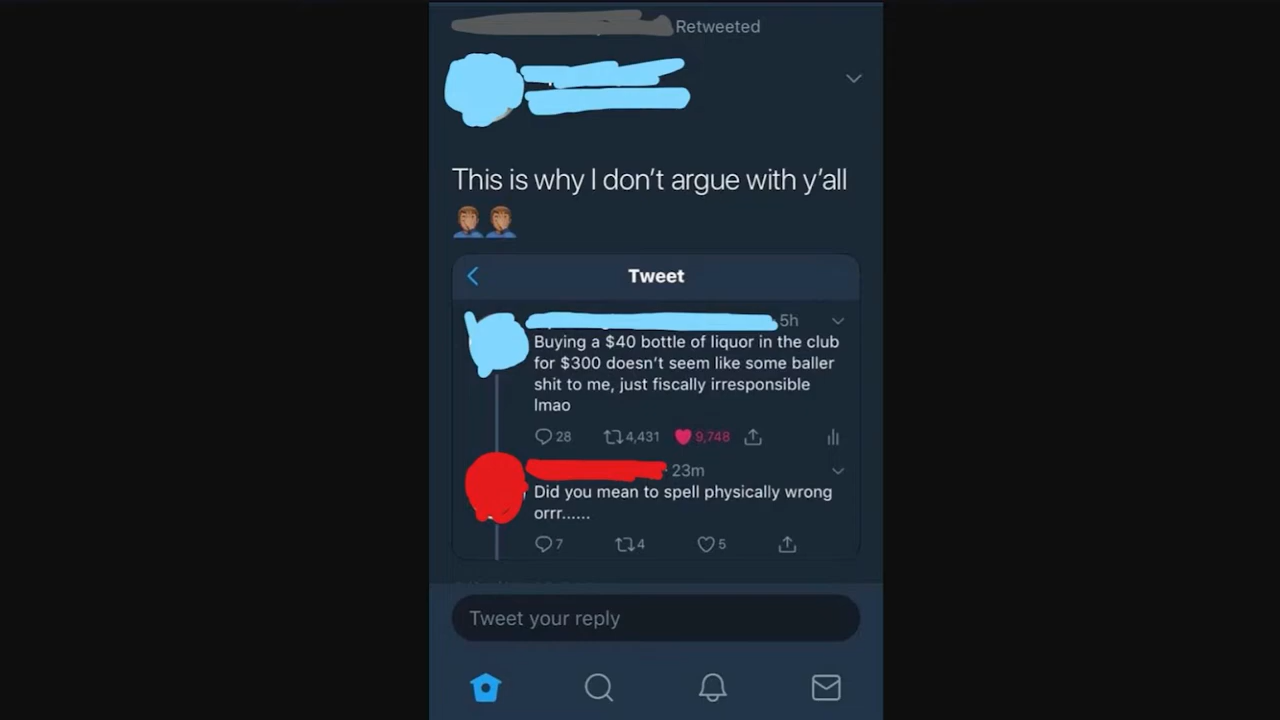 Retweeted
This is why I don't argue with y'all
Tweet
5h
Buying a $40 bottle of liquor in the club
for $300 doesn't seem like some baller
shit to me, just fiscally irresponsible
lmao
28 4,431 9,748
23m
Did you mean to spell physically wrong
orrr......
7 4 5
Tweet your reply